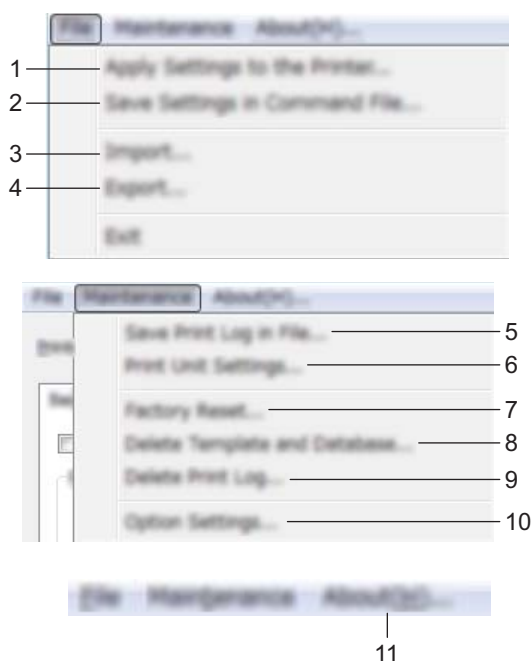 File Maintenance About(H)...
1 Apply Settings to the Printer...
2 Save Settings in Command File...
3 Import...
4 Export...
Exit
File Maintenance About(H)...
Save Print Log in File... 5
Print Unit Settings... 6
Factory Reset... 7
Delete Template and Database... 8
Delete Print Log... 9
Option Settings... 10
File Maintenance About(H)...
11